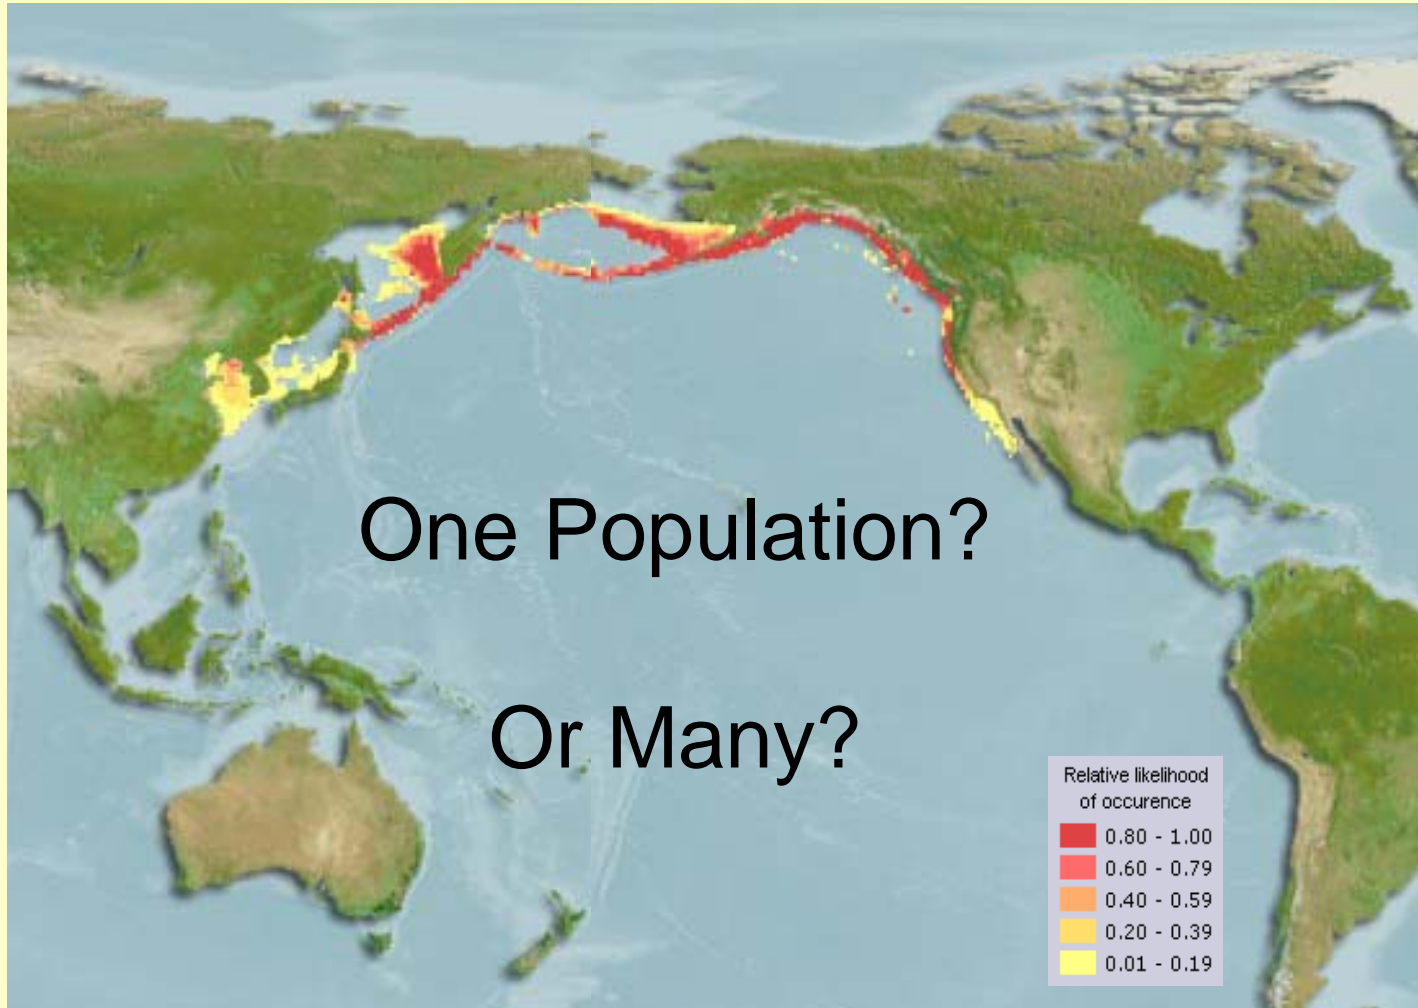 One Population?
Or Many?
Relative likelihood
of occurence
0.80 - 1.00
0.60 - 0.79
0.40 - 0.59
0.20 - 0.39
0.01 - 0.19